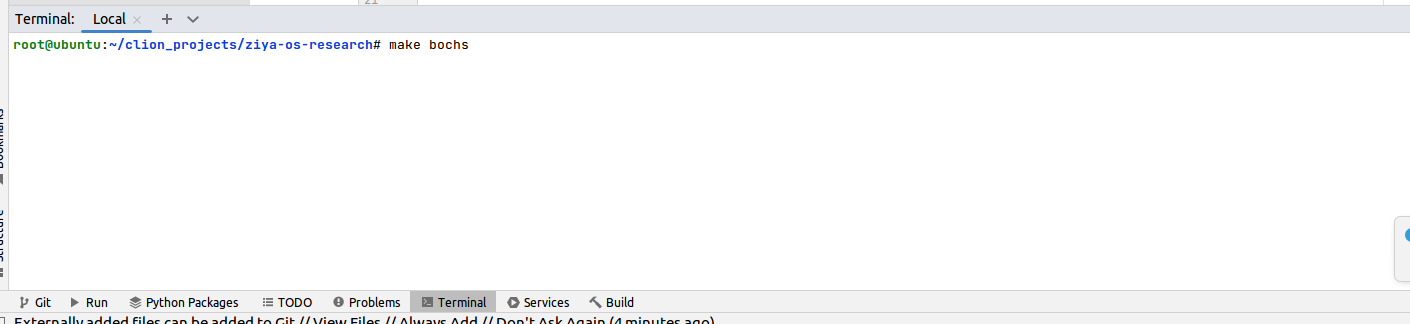 21
Terminal: Local
root@ubuntu:~/clion_projects/ziya-os-research# make bochs
Bookmarks
Structure
Git Run Python Packages TODO Problems Terminal Services Build
Externally added files can be added to Git // View Files // Always Add // Don't Ask Again (4 minutes ago)